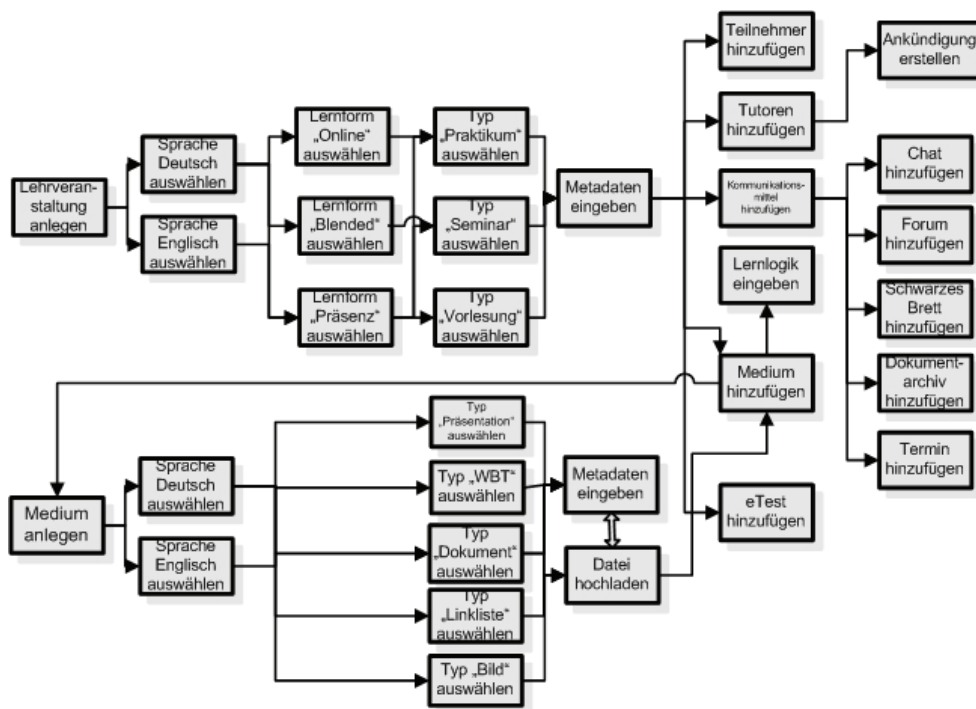 Teilnehmer
hinzufügen
Ankündigung
erstellen
Lernform
„Online“
auswählen
Typ
„Praktikum“
auswählen
Tutoren
hinzufügen
Sprache
Deutsch
auswählen
Chat
hinzufügen
Lehrveran-
staltung
anlegen
Metadaten
eingeben
Kommunikations-
mittel
hinzufügen
Lernform
„Blended“
auswählen
Typ
„Seminar“
auswählen
Sprache
Englisch
auswählen
Forum
hinzufügen
Lernlogik
eingeben
Lernform
„Präsenz“
auswählen
Typ
„Vorlesung“
auswählen
Schwarzes
Brett
hinzufügen
Medium
hinzufügen
Dokument-
archiv
hinzufügen
Typ
„Präsentation“
auswählen
Termin
hinzufügen
Sprache
Deutsch
auswählen
Typ „WBT“
auswählen
Metadaten
eingeben
eTest
hinzufügen
Medium
anlegen
Sprache
Englisch
auswählen
Typ
„Dokument“
auswählen
Datei
hochladen
Typ
„Linkliste“
auswählen
Typ „Bild“
auswählen